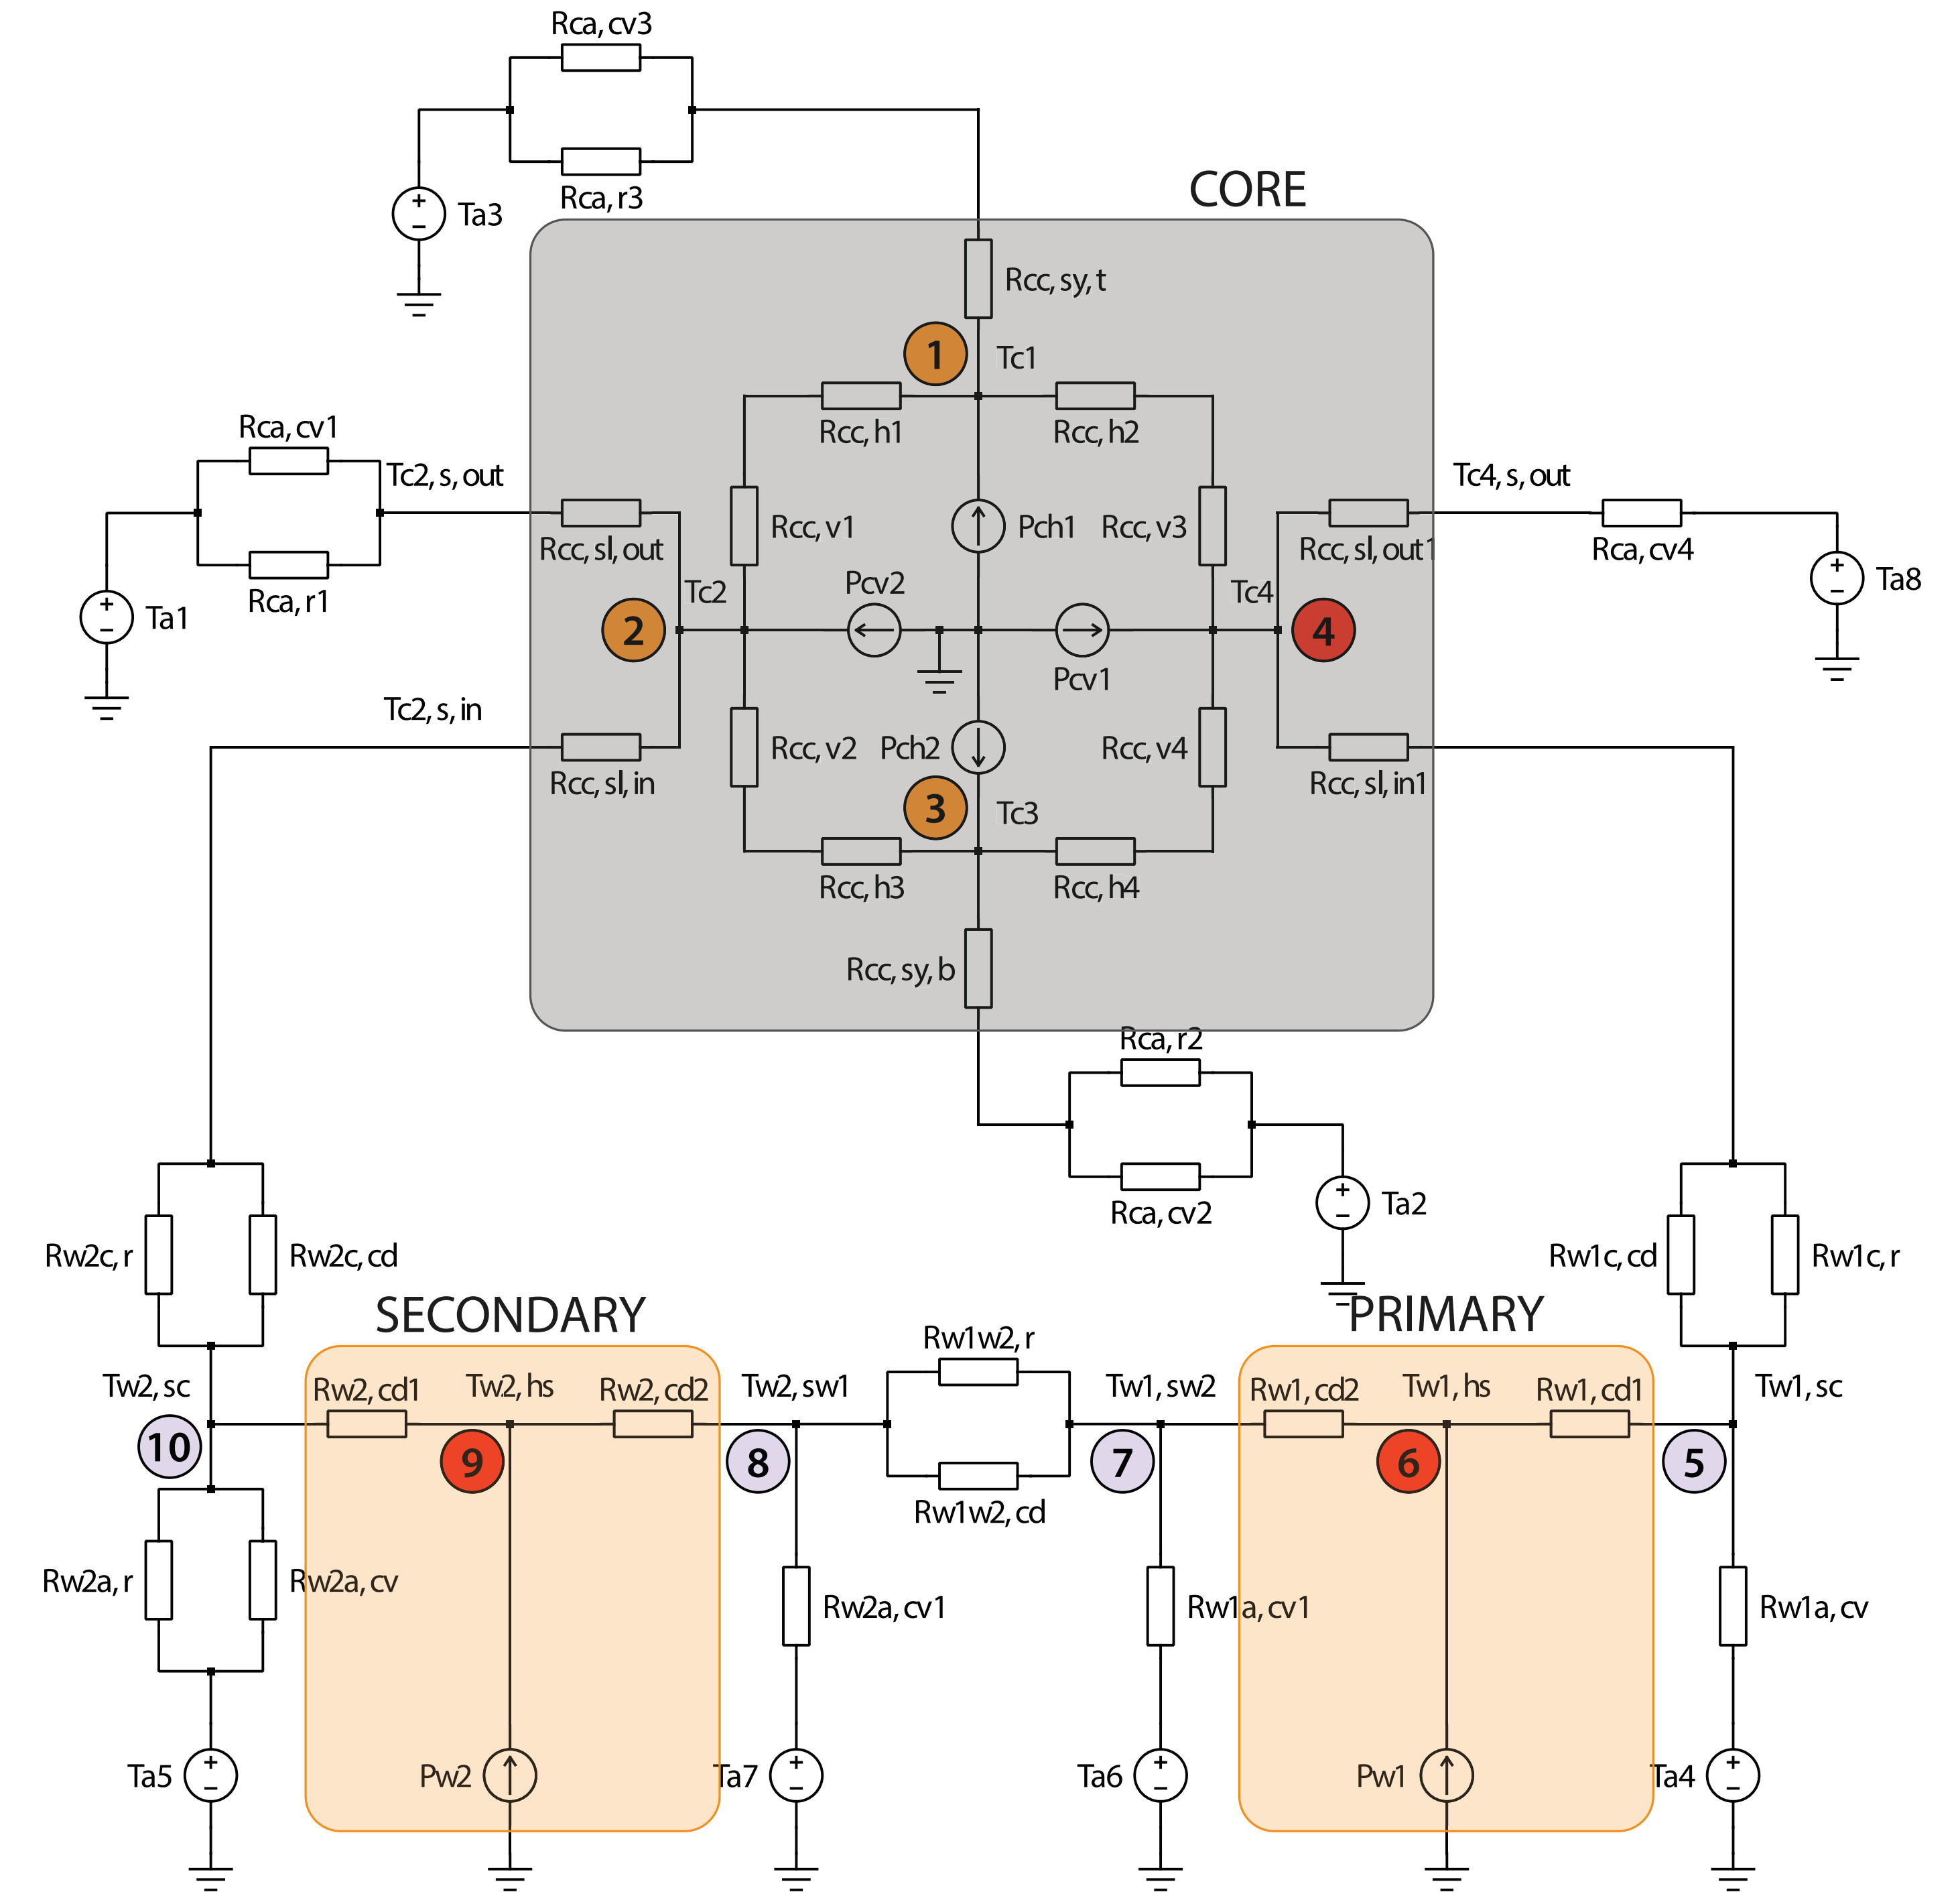 Rca, cv3
Rca, r3
Ta3
CORE
Rcc, sy, t
1
Tc1
Rcc, h1
Rcc, h2
Rca, cv1
Tc2, s, out
Tc4, s, out
Rcc, v1
Pch1
Rcc, v3
Rcc, sl, out
Rcc, sl, out1
Rca, cv4
Rca, r1
Ta1
Tc2
Pcv2
Tc4
Ta8
2
4
Pcv1
Tc2, s, in
Rcc, v2
Pch2
Rcc, v4
Rcc, sl, in
Rcc, sl, in1
3
Tc3
Rcc, h3
Rcc, h4
Rcc, sy, b
Rca, r2
Rca, cv2
Ta2
Rw2c, r
Rw2c, cd
Rw1c, cd
Rw1c, r
SECONDARY
PRIMARY
Rw1w2, r
Tw2, sc
Rw2, cd1
Tw2, hs
Rw2, cd2
Tw2, sw1
Tw1, sw2
Rw1, cd2
Tw1, hs
Rw1, cd1
Tw1, sc
10
9
8
7
6
5
Rw1w2, cd
Rw2a, r
Rw2a, cv
Rw2a, cv1
Rw1a, cv1
Rw1a, cv
Ta5
Pw2
Ta7
Ta6
Pw1
Ta4